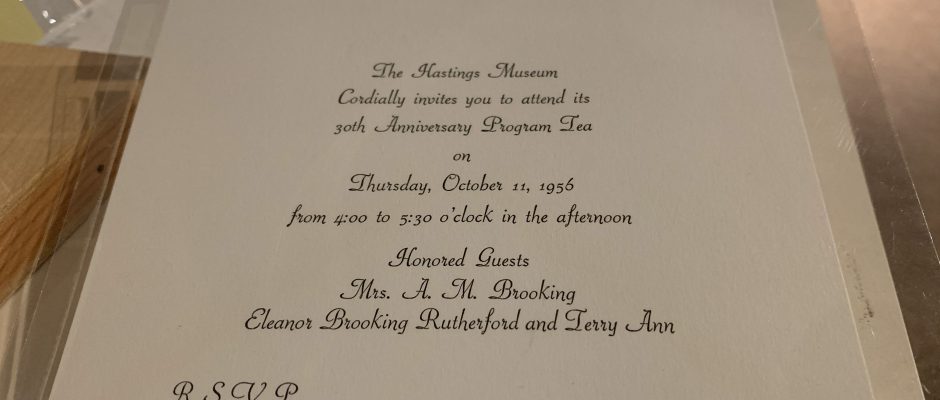 The Hastings Museum
Cordially invites you to attend its
30th Anniversary Program Tea
on
Thursday, October 11, 1956
from 4:00 to 5:30 o'clock in the afternoon
Honored Guests
Mrs. A. M. Brooking
Eleanor Brooking Rutherford and Terry Ann
R S V P